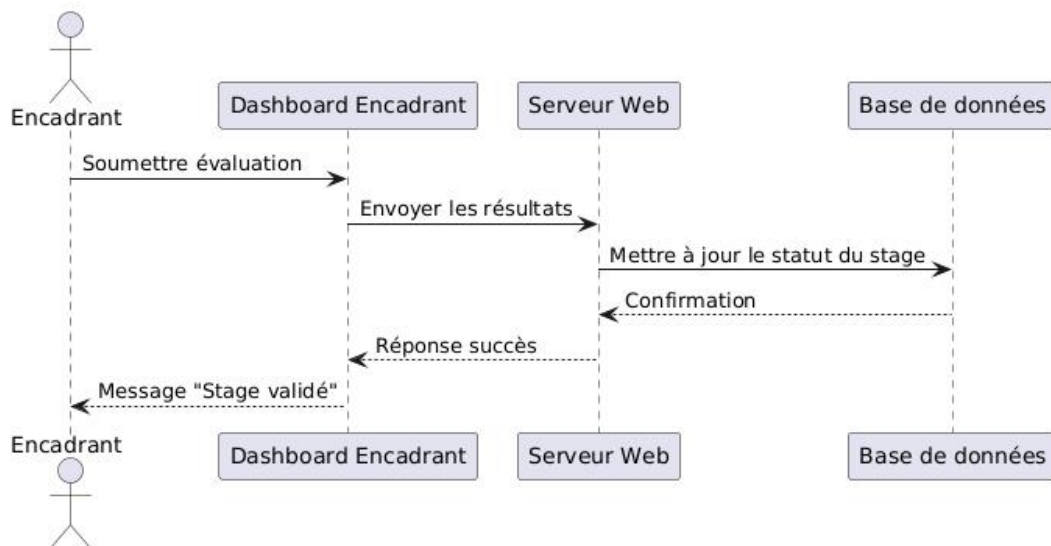 Encadrant
Dashboard Encadrant
Serveur Web
Base de données
Soumettre évaluation
Envoyer les résultats
Mettre à jour le statut du stage
Confirmation
Réponse succès
Message "Stage validé"
Encadrant
Dashboard Encadrant
Serveur Web
Base de données